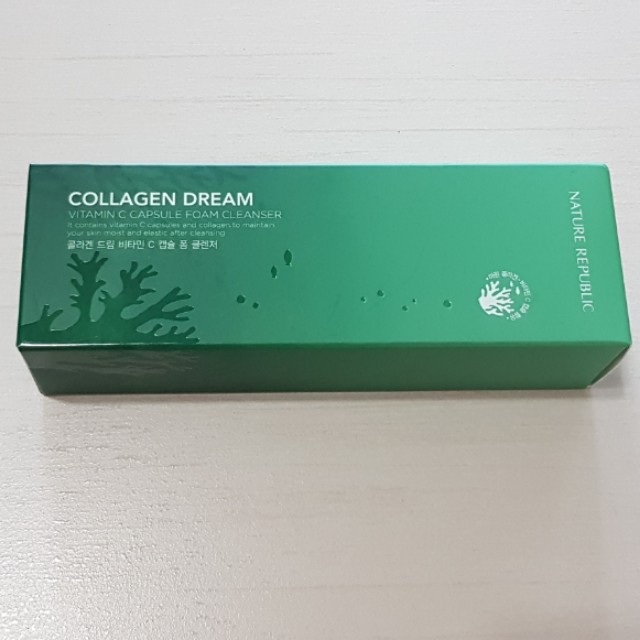 COLLAGEN DREAM
VITAMIN C CAPSULE FOAM CLEANSER
It contains vitamin C capsules and collagen to maintain
your skin moist and elastic after cleansing
콜라겐 드림 비타민 C 캡슐 폼 클렌저
NATURE REPUBLIC